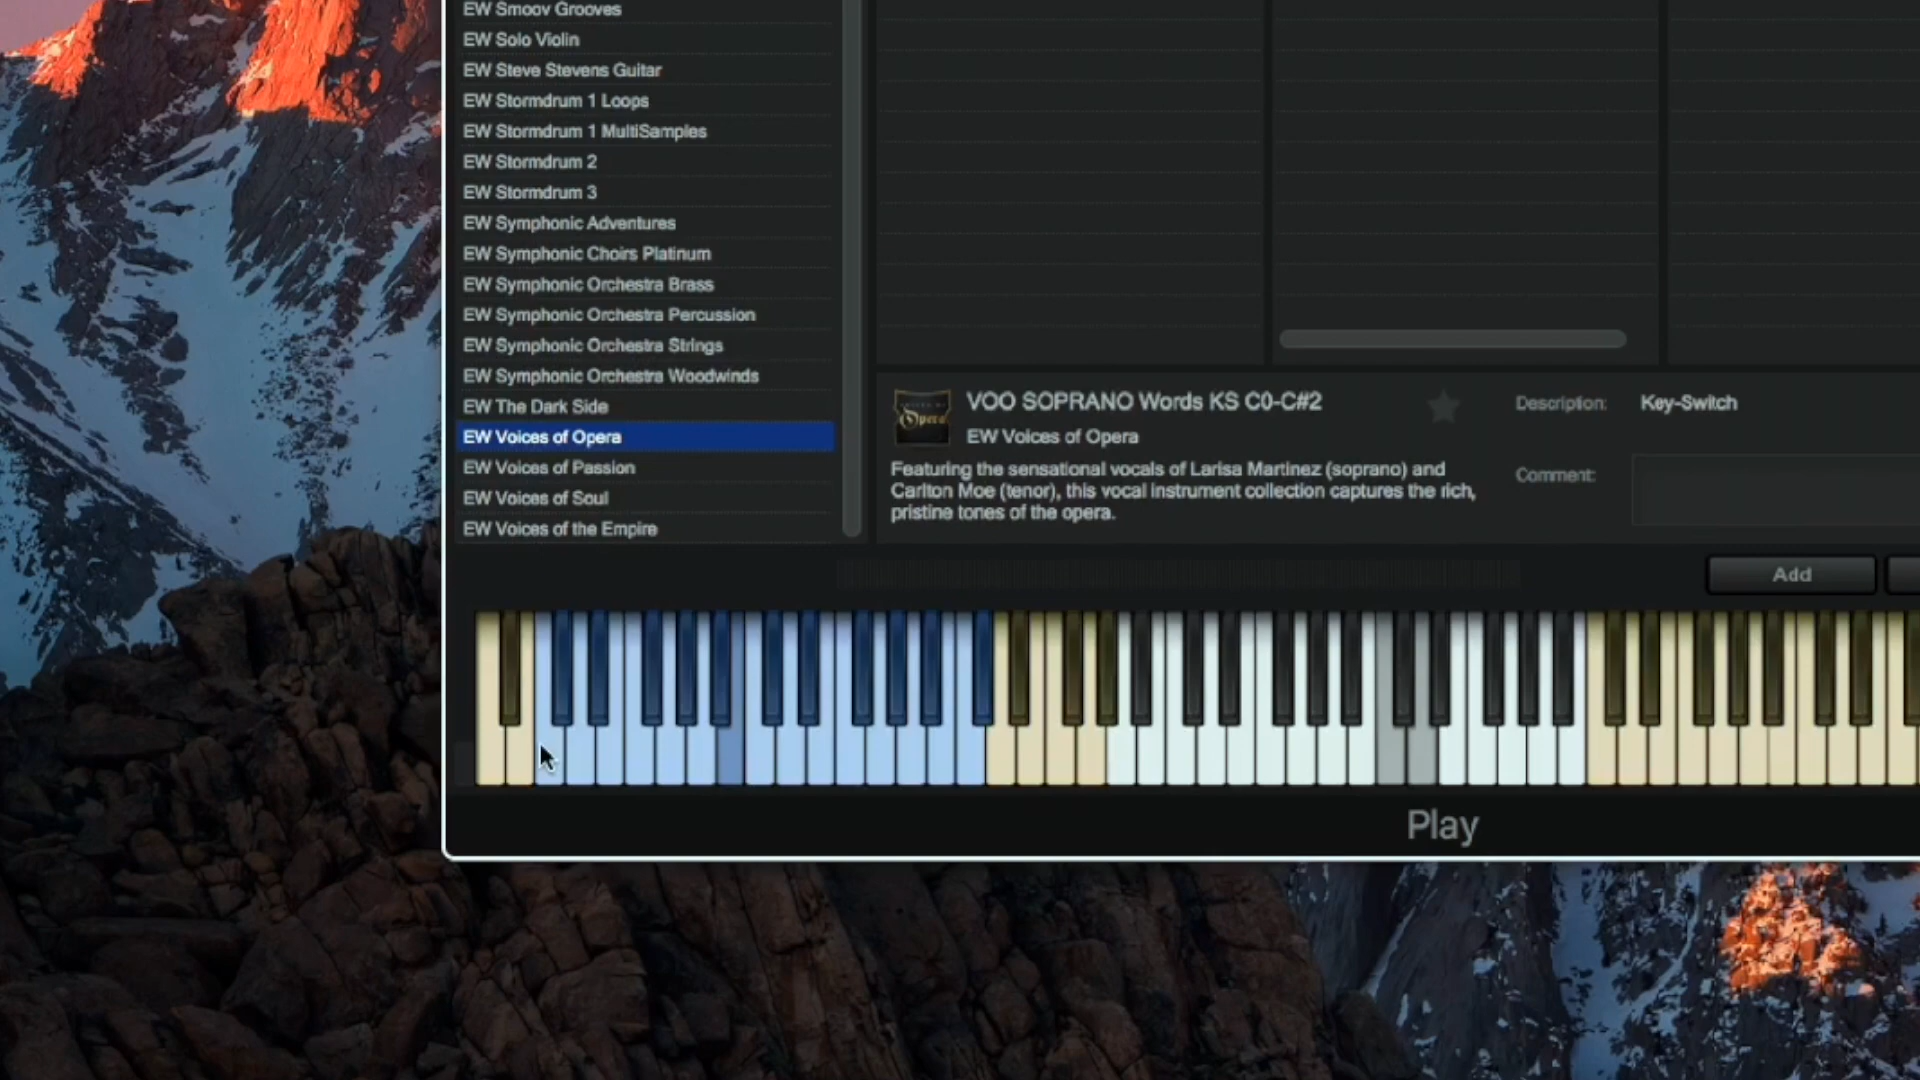 EW Smoov Grooves
EW Solo Violin
EW Steve Stevens Guitar
EW Stormdrum 1 Loops
EW Stormdrum 1 MultiSamples
EW Stormdrum 2
EW Stormdrum 3
EW Symphonic Adventures
EW Symphonic Choirs Platinum
EW Symphonic Orchestra Brass
EW Symphonic Orchestra Percussion
EW Symphonic Orchestra Strings
EW Symphonic Orchestra Woodwinds
EW The Dark Side
EW Voices of Opera
EW Voices of Passion
EW Voices of Soul
EW Voices of the Empire
Opera
VOO SOPRANO Words KS C0-C#2
EW Voices of Opera
Featuring the sensational vocals of Larisa Martinez (soprano) and
Carlton Moe (tenor), this vocal instrument collection captures the rich,
pristine tones of the opera.
Description: Key-Switch
Comment:
Add
Play